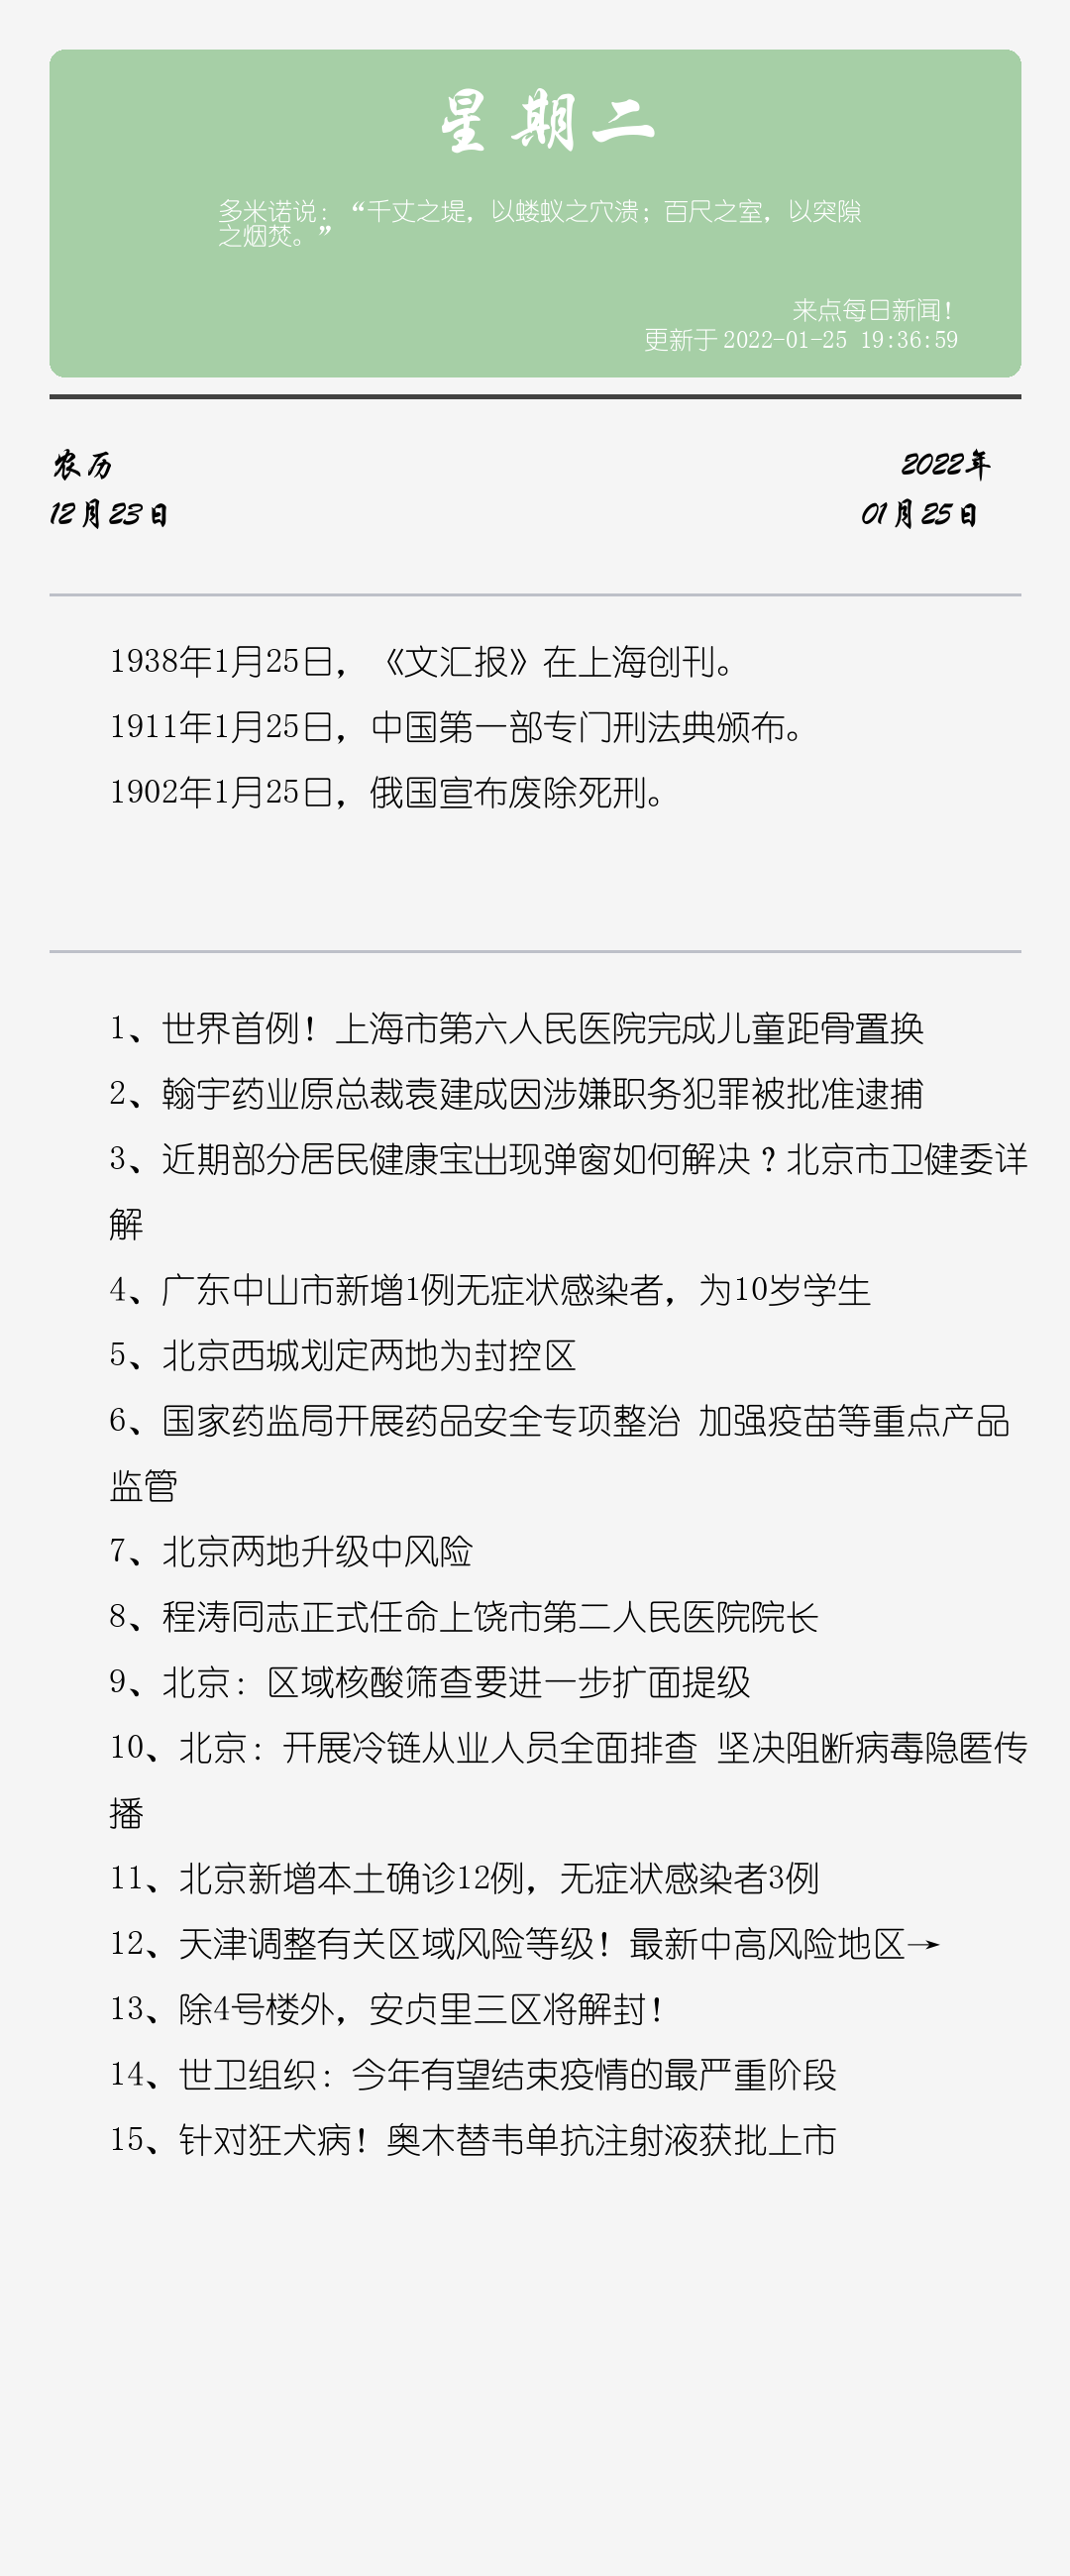 星期二
多米诺说：“千丈之堤，以蝼蚁之穴溃；百尺之室，以突隙
之烟焚。”
来点每日新闻！
更新于 2022-01-25 19:36:59
农历
2022年
12月23日
01月25日
1938年1月25日，《文汇报》在上海创刊。
1911年1月25日，中国第一部专门刑法典颁布。
1902年1月25日，俄国宣布废除死刑。
1、世界首例！上海市第六人民医院完成儿童距骨置换
2、翰宇药业原总裁袁建成因涉嫌职务犯罪被批准逮捕
3、近期部分居民健康宝出现弹窗如何解决？北京市卫健委详
解
4、广东中山市新增1例无症状感染者，为10岁学生
5、北京西城划定两地为封控区
6、国家药监局开展药品安全专项整治 加强疫苗等重点产品
监管
7、北京两地升级中风险
8、程涛同志正式任命上饶市第二人民医院院长
9、北京：区域核酸筛查要进一步扩面提级
10、北京：开展冷链从业人员全面排查 坚决阻断病毒隐匿传
播
11、北京新增本土确诊12例，无症状感染者3例
12、天津调整有关区域风险等级！最新中高风险地区→
13、除4号楼外，安贞里三区将解封！
14、世卫组织：今年有望结束疫情的最严重阶段
15、针对狂犬病！奥木替韦单抗注射液获批上市